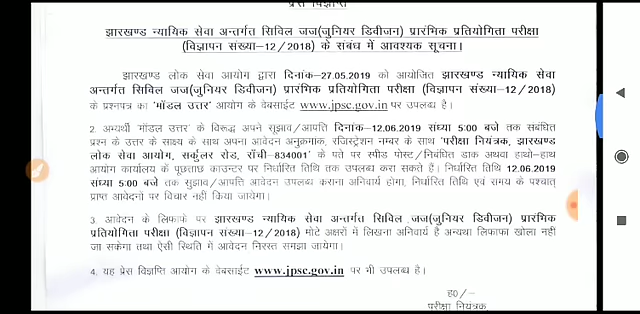 प्रेस विज्ञप्ति
झारखण्ड न्यायिक सेवा अन्तर्गत सिविल जज(जुनियर डिवीजन) प्रारंभिक प्रतियोगिता परीक्षा
(विज्ञापन संख्या–12/2018) के संबंध में आवश्यक सूचना।
झारखण्ड लोक सेवा आयोग द्वारा दिनांक–27.05.2019 को आयोजित झारखण्ड न्यायिक सेवा
अन्तर्गत सिविल जज(जुनियर डिवीजन) प्रारंभिक प्रतियोगिता परीक्षा (विज्ञापन संख्या–12/2018)
के प्रश्नपत्र का 'मॉडल उत्तर' आयोग के वेबसाईट www.jpsc.gov.in पर उपलब्ध है।
2. अभ्यर्थी 'मॉडल उत्तर' के विरूद्ध अपने सुझाव/आपत्ति दिनांक–12.06.2019 संध्या 5:00 बजे तक संबंधित
प्रश्न के उत्तर के साक्ष्य के साथ अपना आवेदन अनुक्रमांक, रजिस्ट्रेशन नम्बर के साथ 'परीक्षा नियंत्रक, झारखण्ड
लोक सेवा आयोग, सर्कुलर रोड, राँची–834001' के पते पर स्पीड पोस्ट/निबंधित डाक अथवा हाथो–हाथ
आयोग कार्यालय के पूछताछ काउन्टर पर निर्धारित तिथि तक उपलब्ध करा सकते हैं। निर्धारित तिथि 12.06.2019
संध्या 5:00 बजे तक सुझाव/आपत्ति आवेदन उपलब्ध कराना अनिवार्य होगा, निर्धारित तिथि एवं समय के पश्चात्
प्राप्त आवेदनों पर विचार नहीं किया जायेगा।
3. आवेदन के लिफाफे पर झारखण्ड न्यायिक सेवा अन्तर्गत सिविल जज(जुनियर डिवीजन) प्रारंभिक
प्रतियोगिता परीक्षा (विज्ञापन संख्या–12/2018) मोटे अक्षरों में लिखना अनिवार्य है अन्यथा लिफाफा खोला नहीं
जा सकेगा तथा ऐसी स्थिति में आवेदन निरस्त समझा जायेगा।
4. यह प्रेस विज्ञप्ति आयोग के वेबसाईट www.jpsc.gov.in पर भी उपलब्ध है।
ह0/–
परीक्षा नियंत्रक